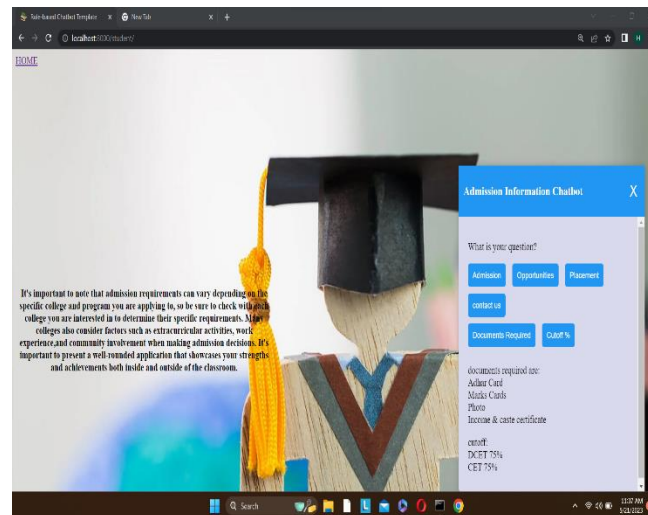 Rule-based Chatbot Template
New Tab
localhost:8000/student/
HOME
Admission Information Chatbot X
What is your question?
Admission Opportunities Placement
contact us
Documents Required Cutoff %
documents required are:
Adhar Card
Marks Cards
Photo
Income & caste certificate
cutoff:
DCET 75%
CET 75%
It's important to note that admission requirements can vary depending on the
specific college and program you are applying to, so be sure to check with each
college you are interested in to determine their specific requirements. Many
colleges also consider factors such as extracurricular activities, work
experience,and community involvement when making admission decisions. It's
important to present a well-rounded application that showcases your strengths
and achievements both inside and outside of the classroom.
Search
11:37 AM
5/21/2023